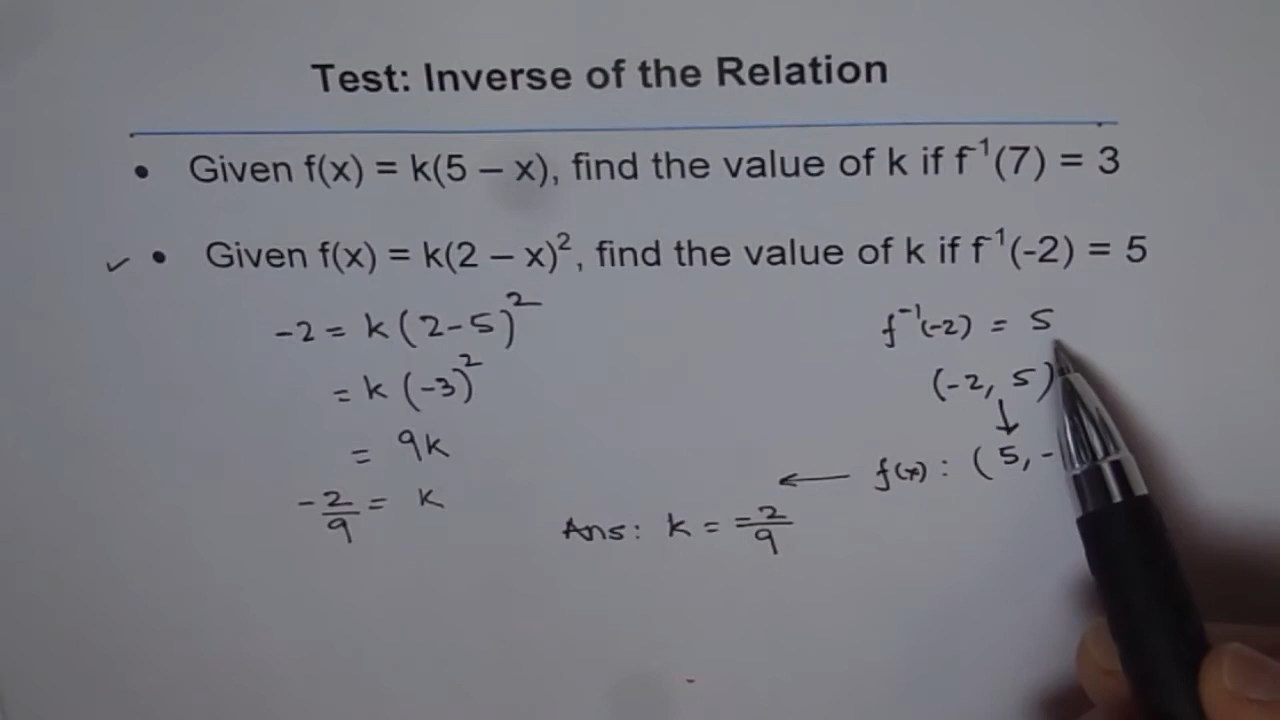 Test: Inverse of the Relation
• Given f(x) = k(5 – x), find the value of k if f⁻¹(7) = 3
✓ • Given f(x) = k(2 – x)², find the value of k if f⁻¹(-2) = 5
-2 = k(2-5)²
= k(-3)²
= 9k
-2/9 = k
f⁻¹(-2) = 5
(-2, 5)
↓
← f(x) : (5, -
Ans: k = -2/9